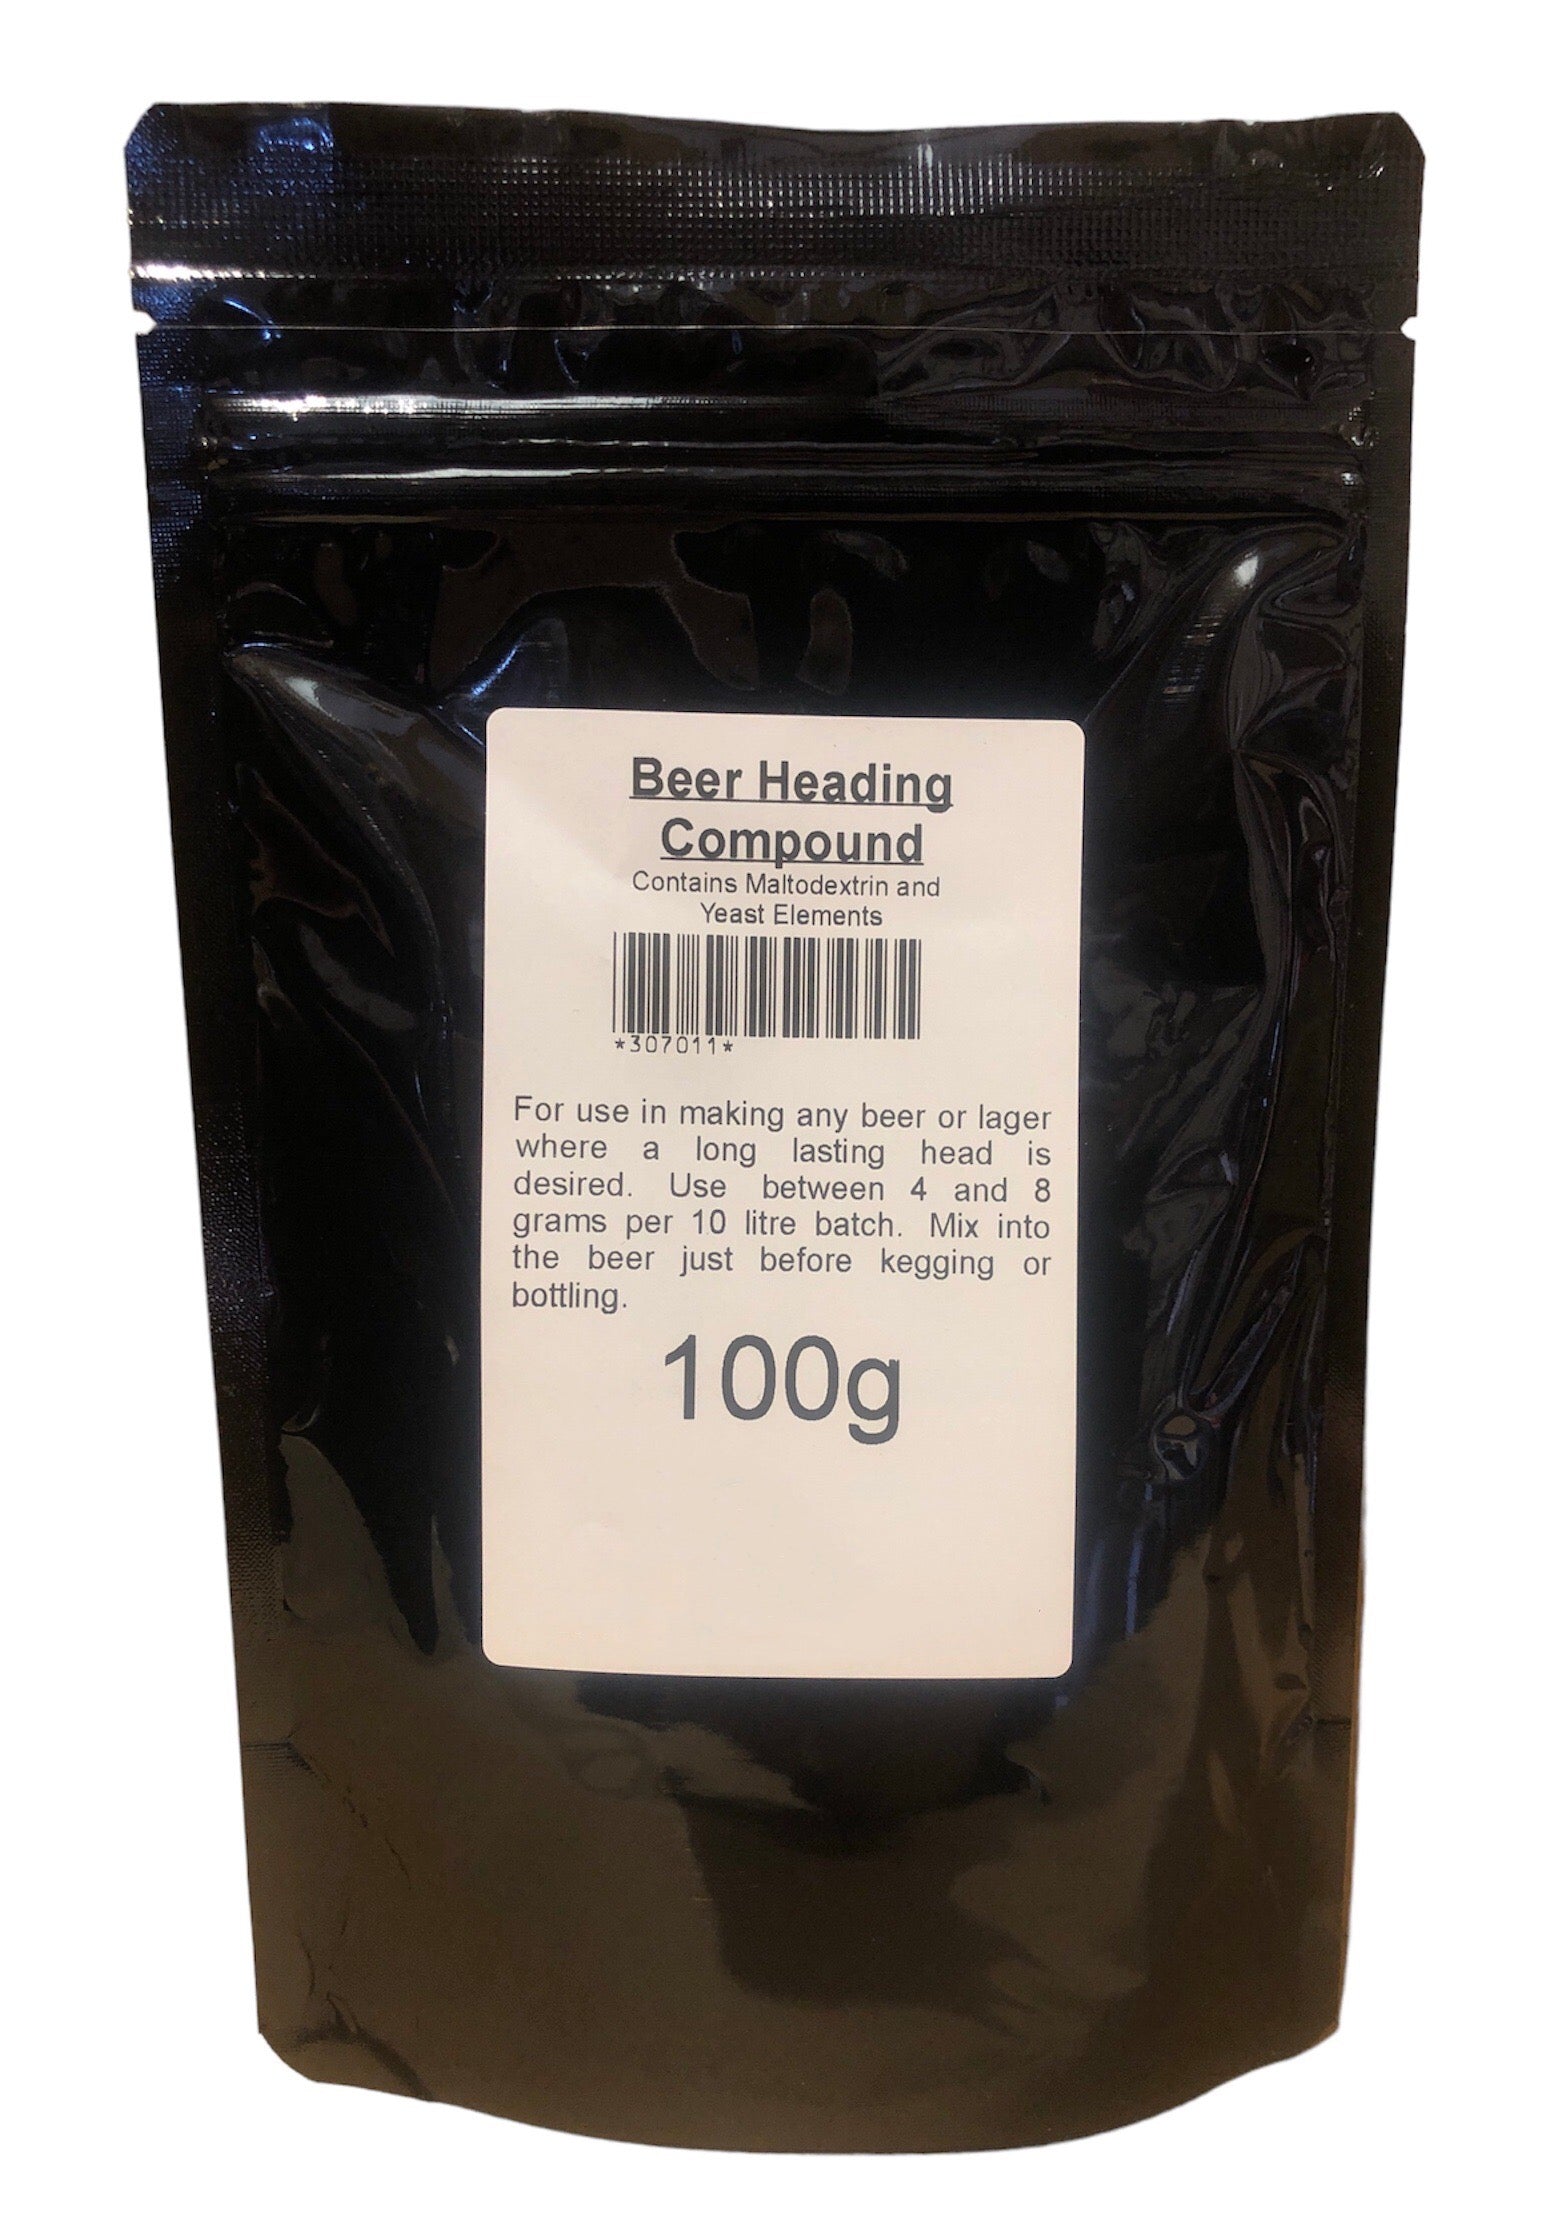 Beer Heading
Compound
Contains Maltodextrin and
Yeast Elements
*307011*
For use in making any beer or lager
where a long lasting head is
desired. Use between 4 and 8
grams per 10 litre batch. Mix into
the beer just before kegging or
bottling.
100g